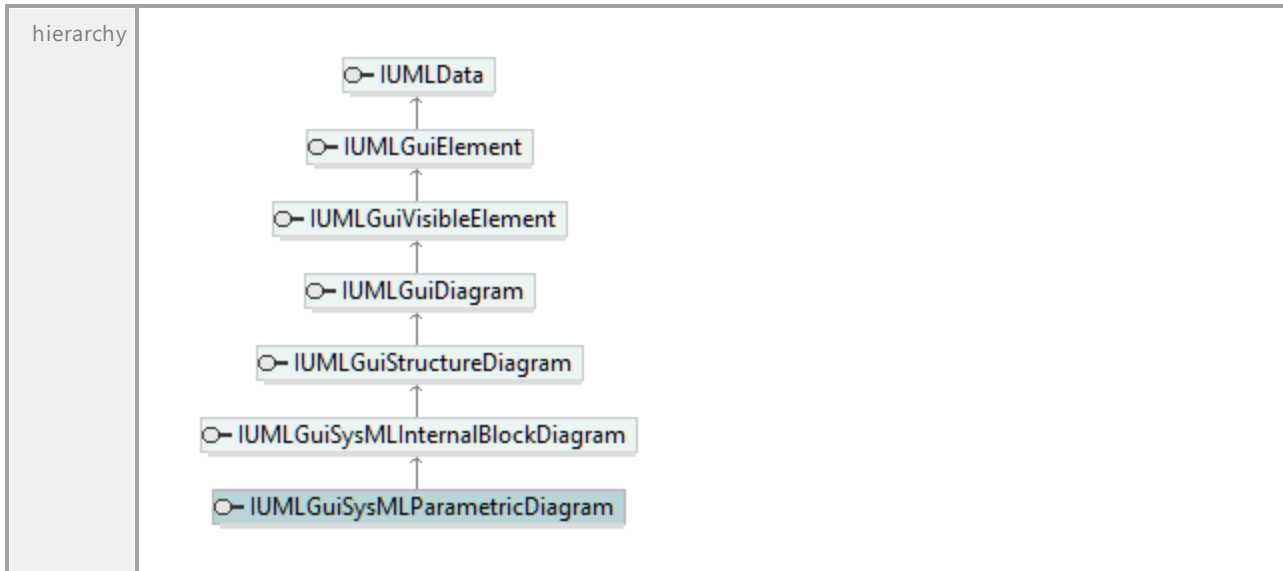 hierarchy
IUMLData
IUMLGuiElement
IUMLGuiVisibleElement
IUMLGuiDiagram
IUMLGuiStructureDiagram
IUMLGuiSysMLInternalBlockDiagram
IUMLGuiSysMLParametricDiagram